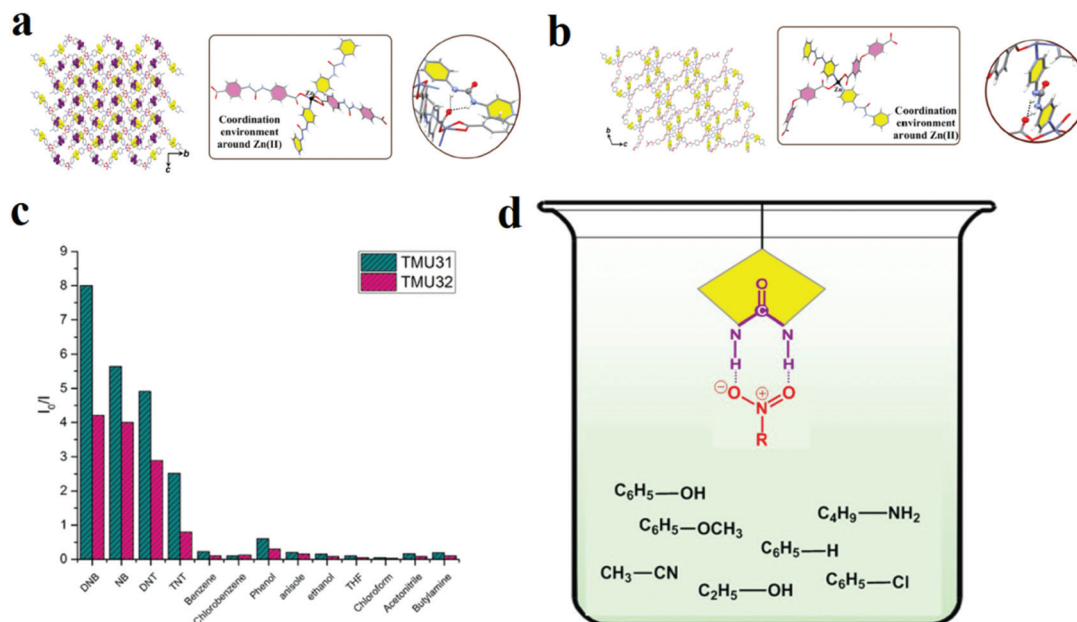 a
Zn
Coordination
environment
around Zn(II)
b
c
b
Zn
Coordination
environment
around Zn(II)
b
c
c
I₀/I
9
8
7
6
5
4
3
2
1
0
TMU31
TMU32
DNB
NB
DNT
TNT
Benzene
Chlorobenzene
Phenol
anisole
ethanol
THF
Chloroform
Acetonitrile
Butylamine
d
O
C
N N
H H
⊖O N⊕ O
R
C₆H₅—OH
C₄H₉—NH₂
C₆H₅—OCH₃
C₆H₅—H
CH₃—CN
C₂H₅—OH
C₆H₅—Cl